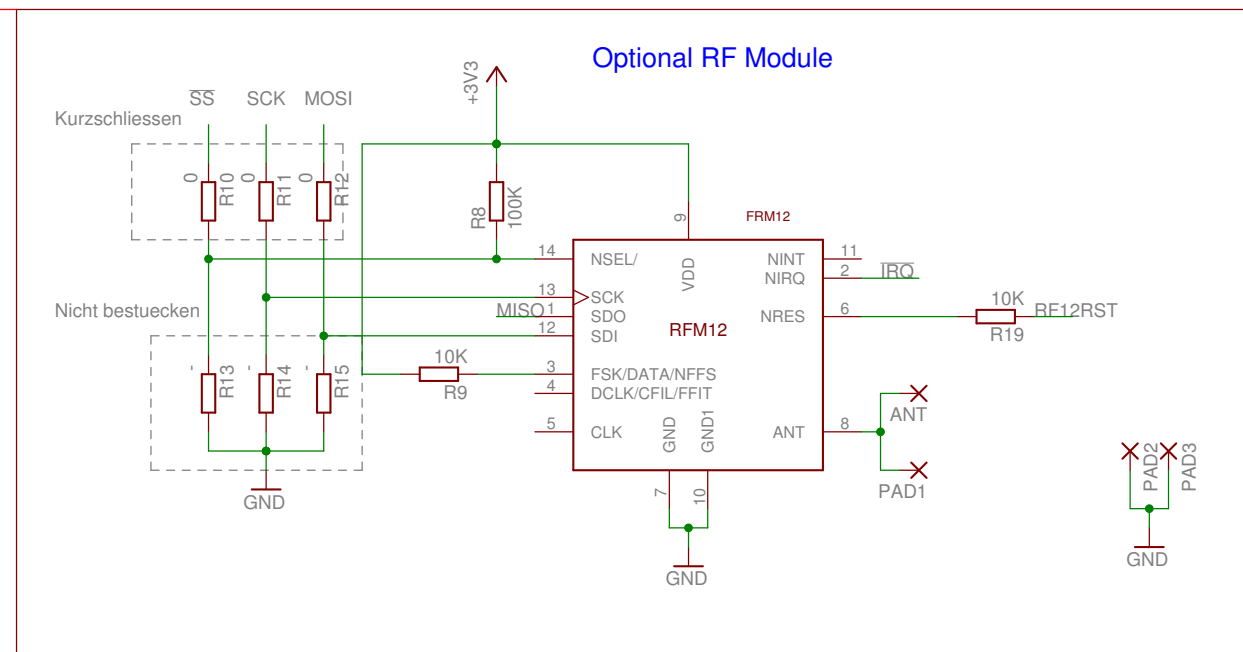 Optional RF Module
+3V3
SS SCK MOSI
Kurzschliessen
0 R10 0 R11 0 R12
R8 100K
9
FRM12
14 NSEL/
VDD
NINT 11
NIRQ 2 IRQ
13 SCK
MISO 1 SDO
12 SDI
RFM12
NRES 6
10K
R19
RF12RST
Nicht bestuecken
R13 R14 R15
10K
R9
3 FSK/DATA/NFFS
4 DCLK/CFIL/FFIT
5 CLK
GND GND1
ANT 8
ANT
PAD1
PAD2 PAD3
GND
7 10
GND
GND